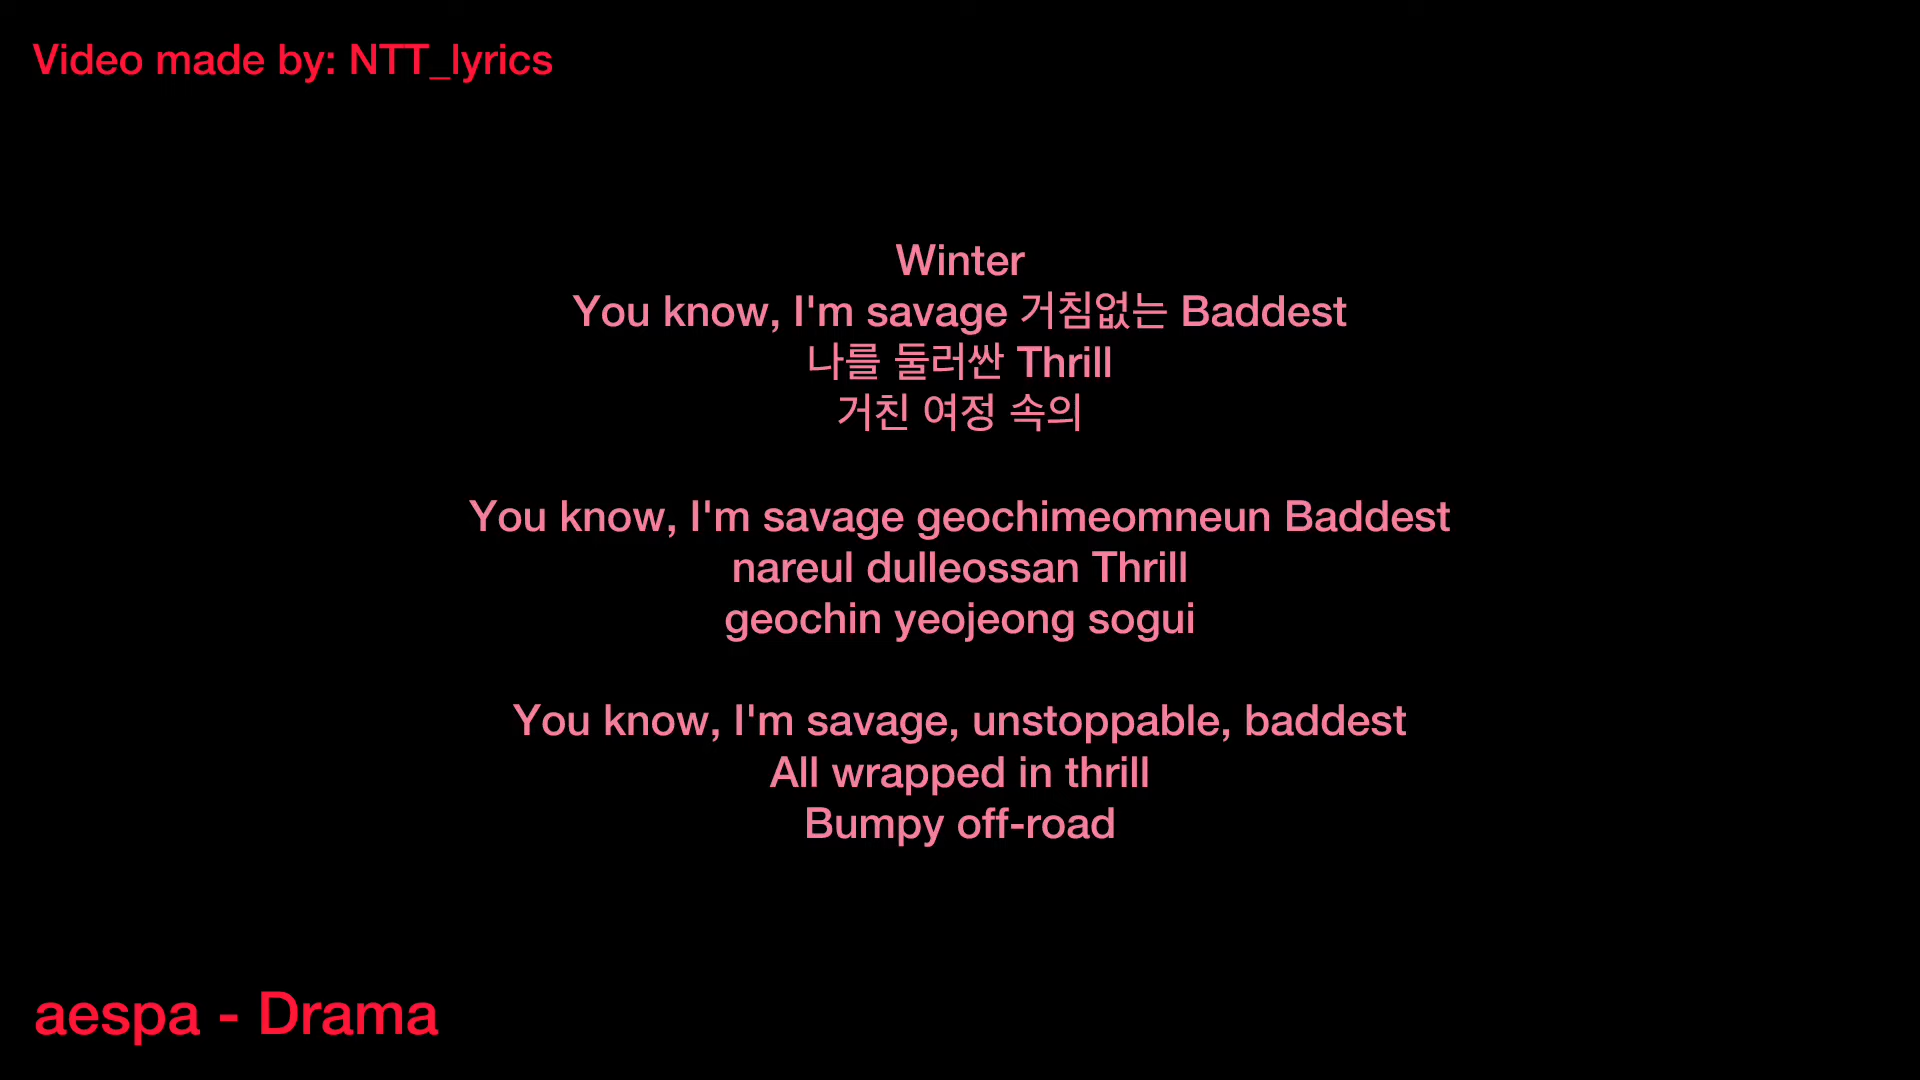 Video made by: NTT_lyrics
Winter
You know, I'm savage 거침없는 Baddest
나를 둘러싼 Thrill
거친 여정 속의
You know, I'm savage geochimeomneun Baddest
nareul dulleossan Thrill
geochin yeojeong sogui
You know, I'm savage, unstoppable, baddest
All wrapped in thrill
Bumpy off-road
aespa - Drama